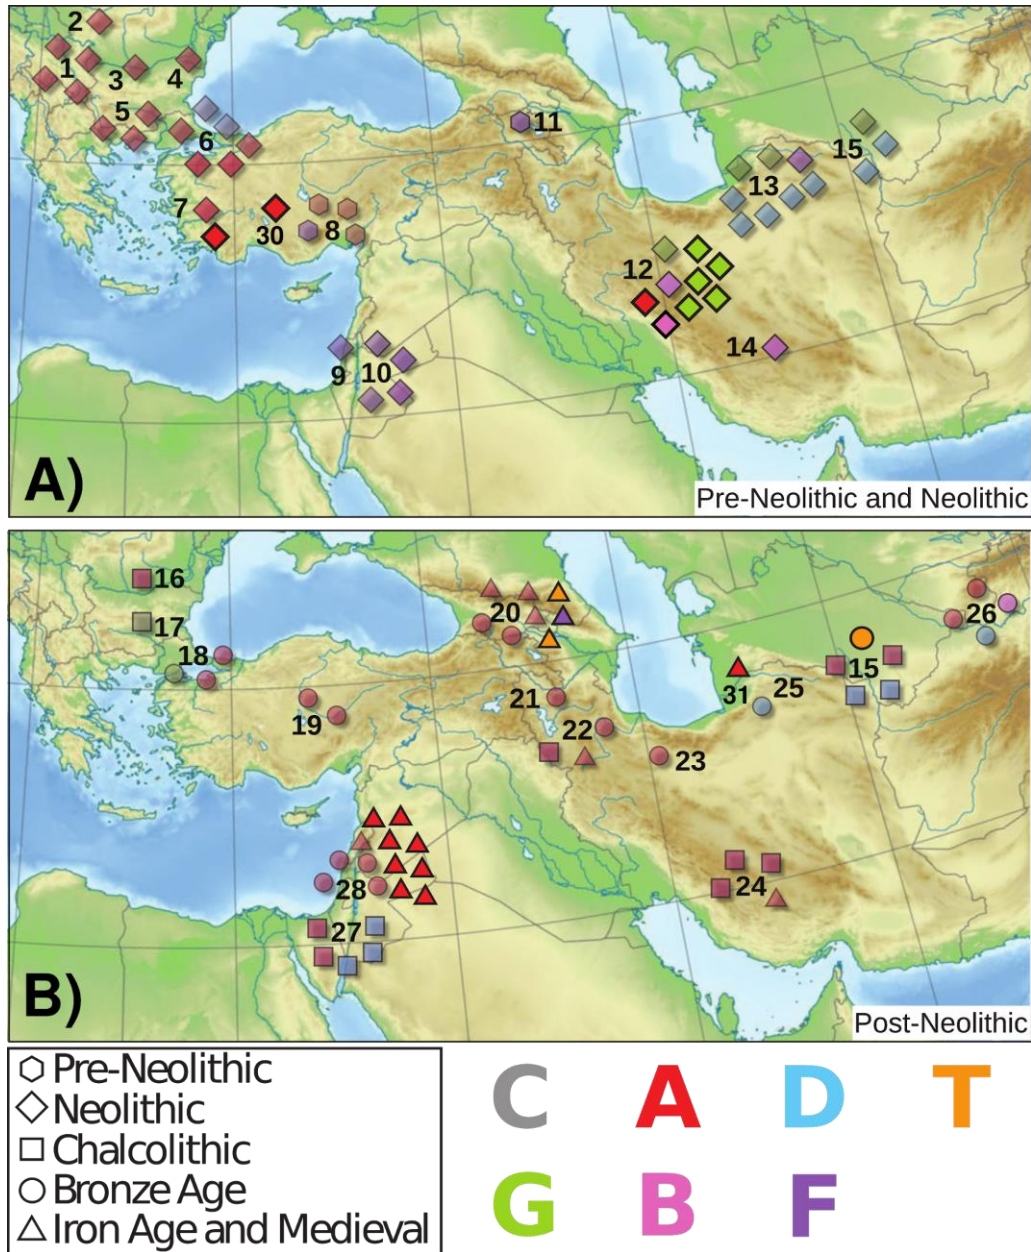 2
1
3
4
5
6
11
15
13
7
30
8
12
9
10
14
A)
Pre-Neolithic and Neolithic
16
17
18
20
26
15
31
25
19
21
22
23
28
24
27
B)
Post-Neolithic
Pre-Neolithic
Neolithic
Chalcolithic
Bronze Age
Iron Age and Medieval
C A D T
G B F